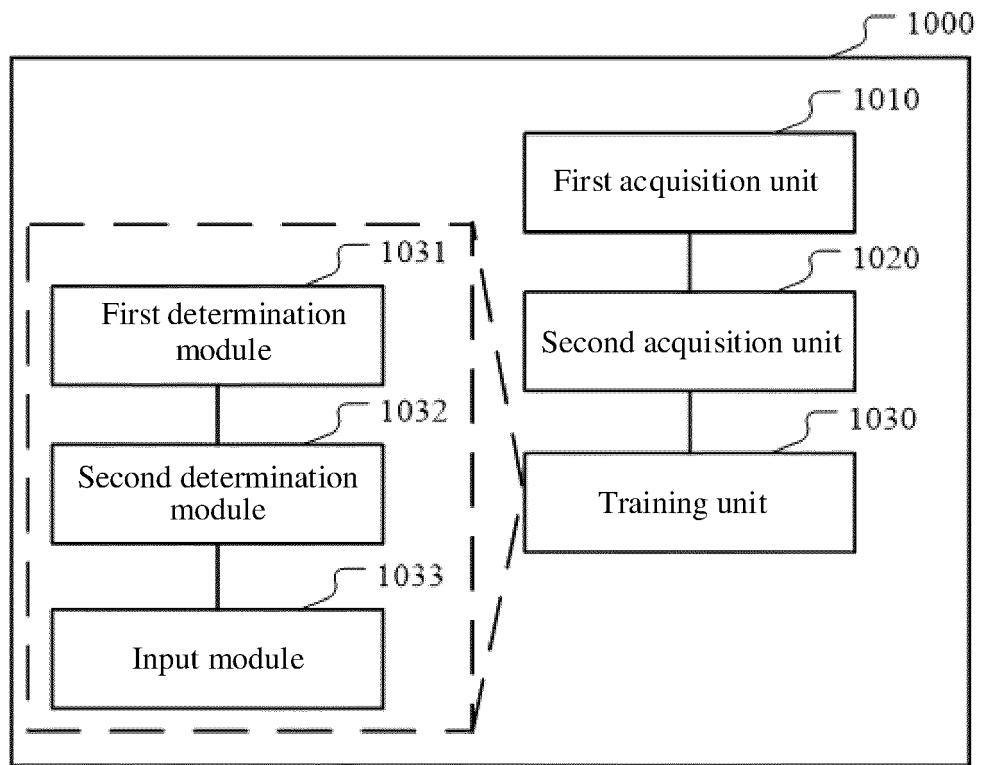 1000
1010
First acquisition unit
1020
Second acquisition unit
1030
Training unit
1031
First determination
module
1032
Second determination
module
1033
Input module